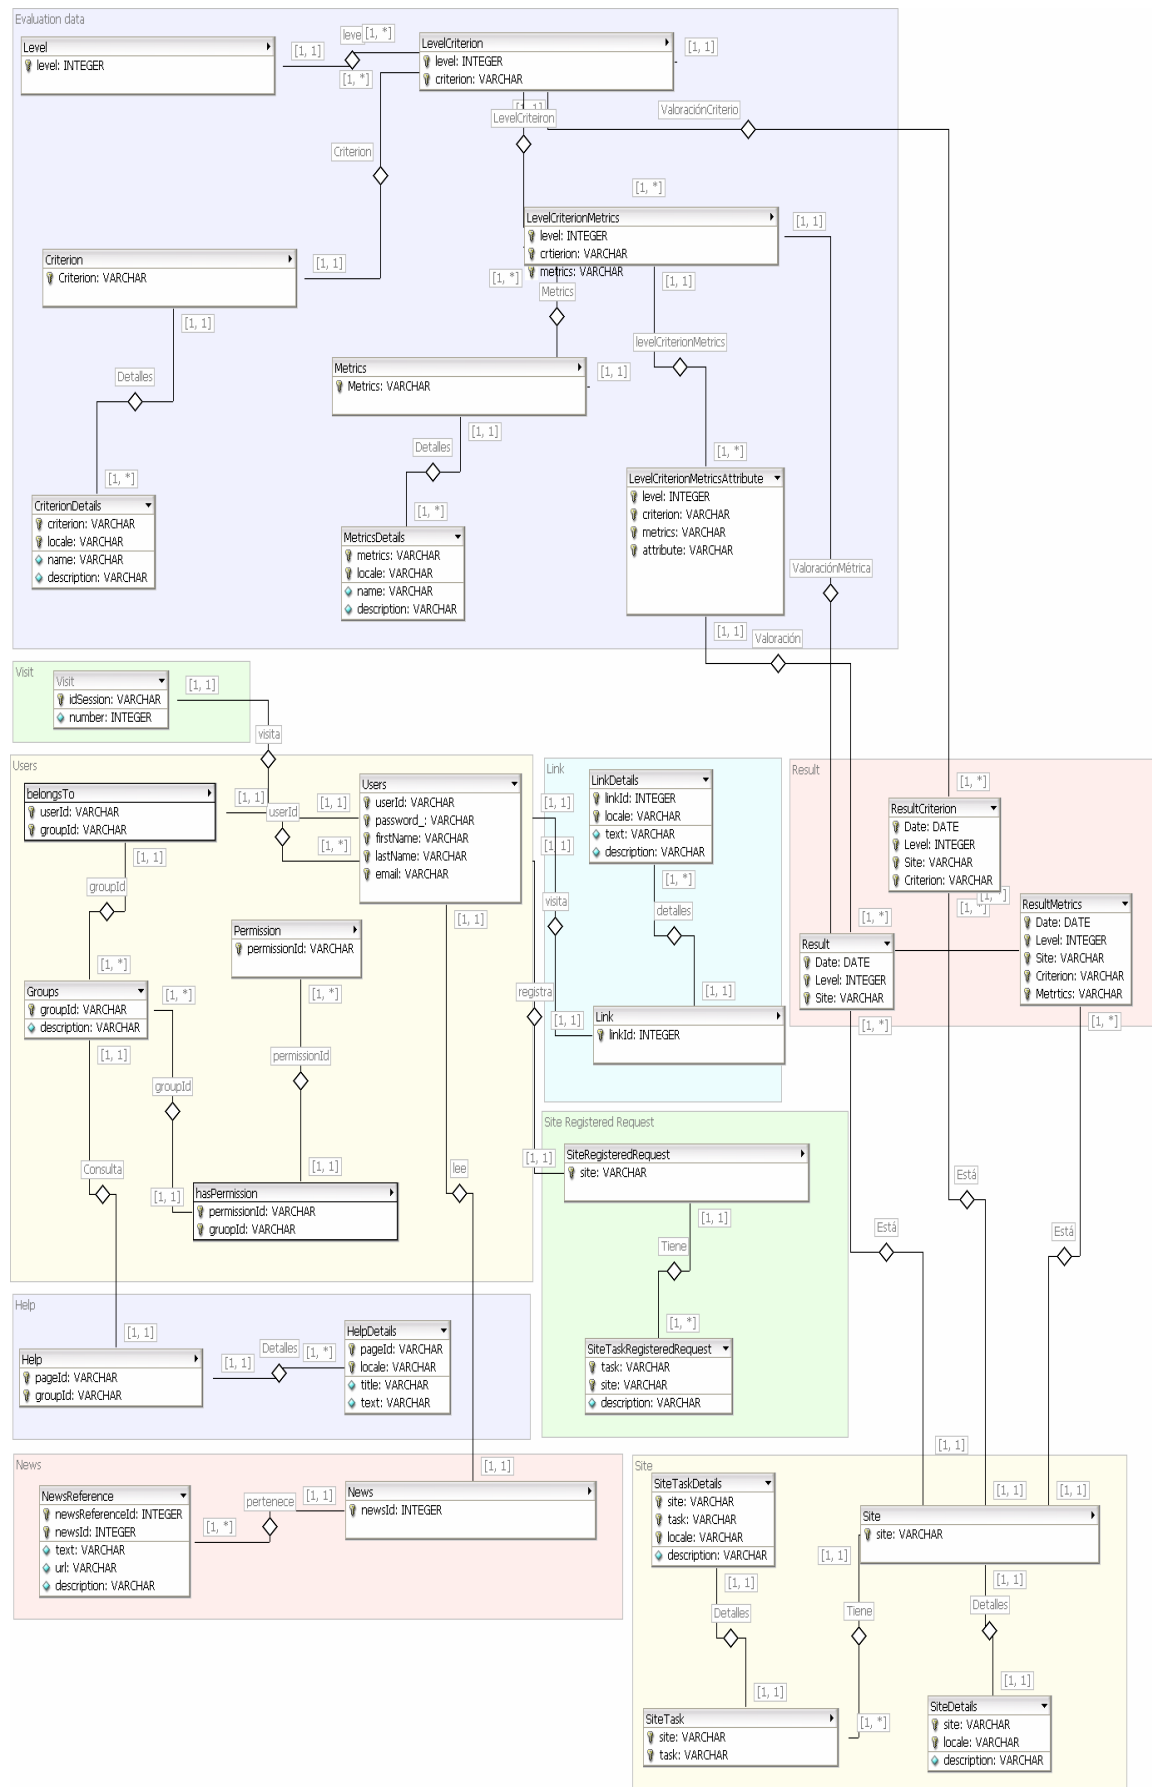 Evaluation data
Level
level: INTEGER
[1, 1]
leve
[1, *]
[1, *]
LevelCriterion
level: INTEGER
criterion: VARCHAR
[1, 1]
[1, 1]
LevelCriteiron
ValoraciónCriterio
Criterion
[1, *]
LevelCriterionMetrics
level: INTEGER
crtierion: VARCHAR
metrics: VARCHAR
[1, 1]
Criterion
Criterion: VARCHAR
[1, 1]
[1, *]
Metrics
[1, 1]
[1, 1]
levelCriterionMetrics
Metrics
Metrics: VARCHAR
[1, 1]
Detalles
[1, 1]
Detalles
[1, *]
[1, *]
[1, *]
CriterionDetails
criterion: VARCHAR
locale: VARCHAR
name: VARCHAR
description: VARCHAR
MetricsDetails
metrics: VARCHAR
locale: VARCHAR
name: VARCHAR
description: VARCHAR
LevelCriterionMetricsAttribute
level: INTEGER
criterion: VARCHAR
metrics: VARCHAR
attribute: VARCHAR
ValoraciónMétrica
[1, 1]
Valoración
Visit
Visit
idSession: VARCHAR
number: INTEGER
[1, 1]
visita
Users
belongsTo
userId: VARCHAR
groupId: VARCHAR
[1, 1]
userId
[1, 1]
[1, *]
Users
userId: VARCHAR
password_: VARCHAR
firstName: VARCHAR
lastName: VARCHAR
email: VARCHAR
[1, 1]
[1, 1]
[1, 1]
groupId
[1, *]
Groups
groupId: VARCHAR
description: VARCHAR
[1, *]
[1, 1]
Permission
permissionId: VARCHAR
[1, *]
[1, 1]
permissionId
groupId
[1, 1]
Consulta
[1, 1]
hasPermission
permissionId: VARCHAR
gruopId: VARCHAR
lee
Link
LinkDetails
linkId: INTEGER
locale: VARCHAR
text: VARCHAR
description: VARCHAR
[1, *]
visita
detalles
registra
[1, 1]
[1, 1]
Link
linkId: INTEGER
Result
[1, *]
ResultCriterion
Date: DATE
Level: INTEGER
Site: VARCHAR
Criterion: VARCHAR
[1, *]
[1, *]
ResultMetrics
Date: DATE
Level: INTEGER
Site: VARCHAR
Criterion: VARCHAR
Metrtics: VARCHAR
[1, *]
Result
Date: DATE
Level: INTEGER
Site: VARCHAR
[1, *]
[1, *]
Site Registered Request
[1, 1]
SiteRegisteredRequest
site: VARCHAR
[1, 1]
Tiene
[1, *]
SiteTaskRegisteredRequest
task: VARCHAR
site: VARCHAR
description: VARCHAR
Está
Está
Está
Help
[1, 1]
Help
pageId: VARCHAR
groupId: VARCHAR
[1, 1]
Detalles
[1, *]
HelpDetails
pageId: VARCHAR
locale: VARCHAR
title: VARCHAR
text: VARCHAR
News
[1, 1]
NewsReference
newsReferenceId: INTEGER
newsId: INTEGER
text: VARCHAR
url: VARCHAR
description: VARCHAR
[1, *]
pertenece
[1, 1]
News
newsId: INTEGER
[1, 1]
Site
SiteTaskDetails
site: VARCHAR
task: VARCHAR
locale: VARCHAR
description: VARCHAR
[1, 1]
[1, 1]
Site
site: VARCHAR
[1, 1]
[1, 1]
[1, 1]
Detalles
Tiene
Detalles
[1, 1]
[1, 1]
SiteTask
site: VARCHAR
task: VARCHAR
[1, *]
SiteDetails
site: VARCHAR
locale: VARCHAR
description: VARCHAR